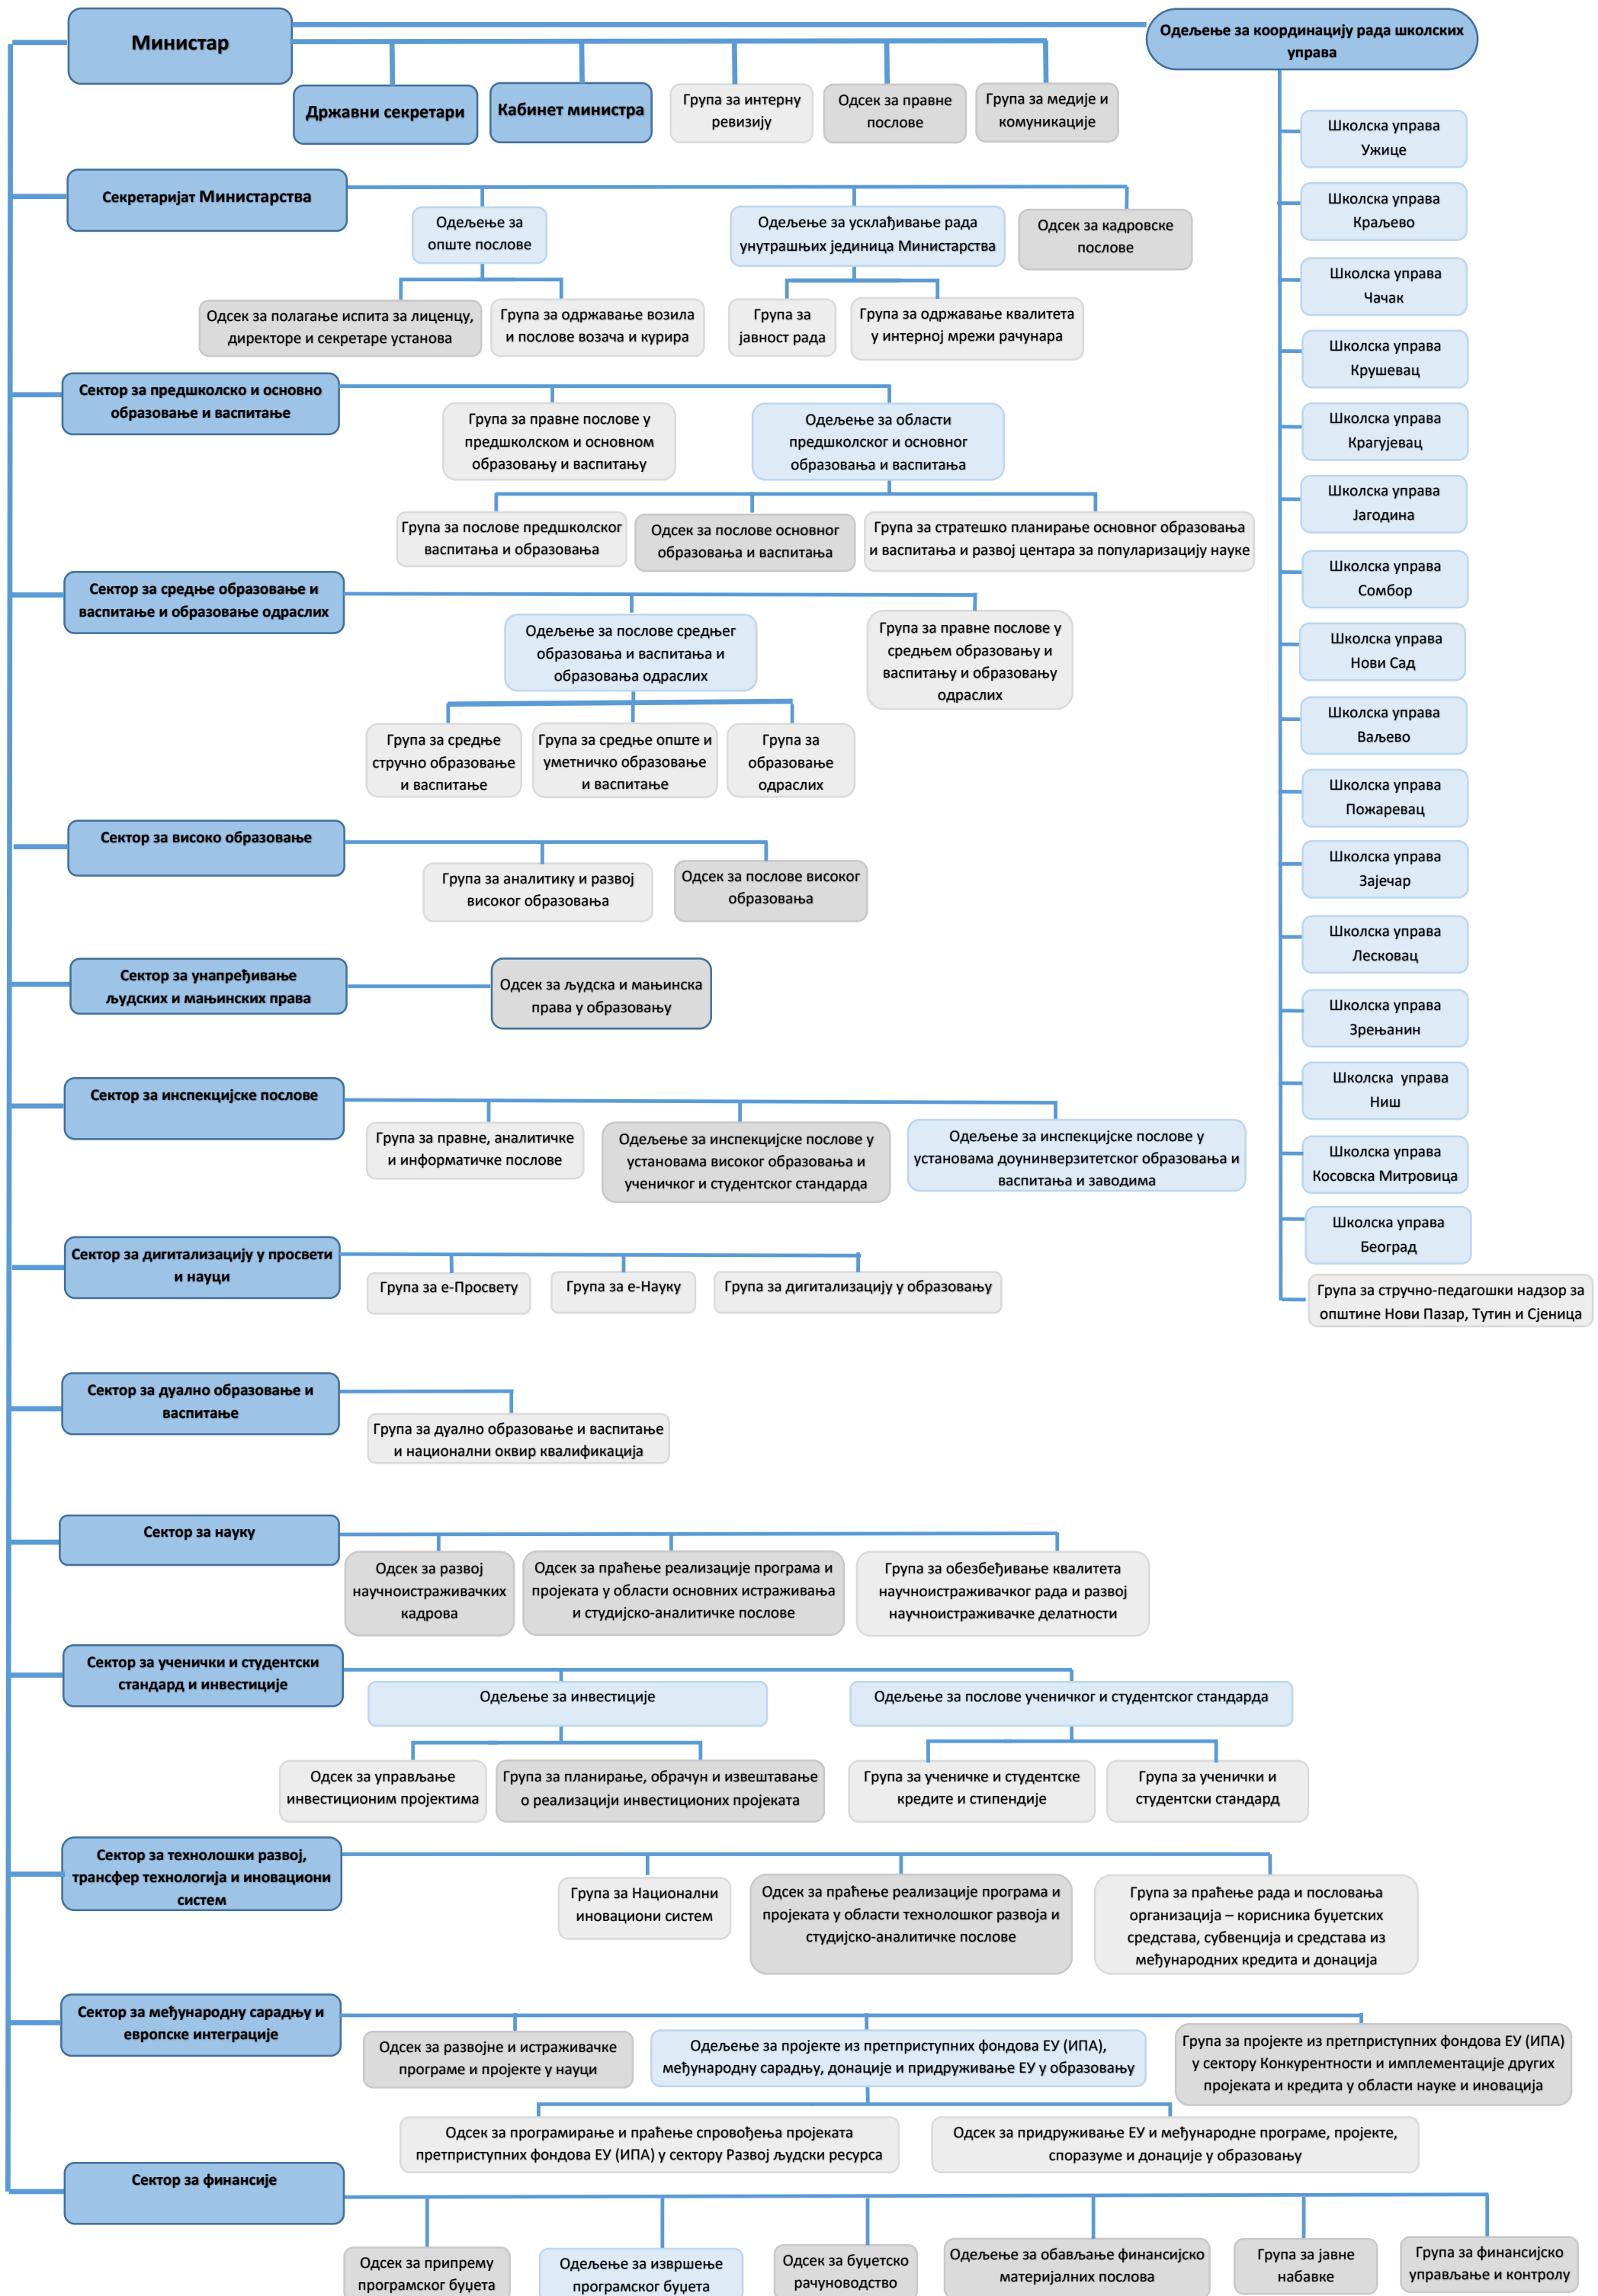 Министар
Одељење за координацију рада школских
управа
Државни секретари
Кабинет министра
Група за интерну
ревизију
Одсек за правне
послове
Група за медије и
комуникације
Школска управа
Ужице
Школска управа
Краљево
Школска управа
Чачак
Школска управа
Крушевац
Школска управа
Крагујевац
Школска управа
Јагодина
Школска управа
Сомбор
Школска управа
Нови Сад
Школска управа
Ваљево
Школска управа
Пожаревац
Школска управа
Зајечар
Школска управа
Лесковац
Школска управа
Зрењанин
Школска управа
Ниш
Школска управа
Косовска Митровица
Школска управа
Београд
Група за стручно-педагошки надзор за
општине Нови Пазар, Тутин и Сјеница
Секретаријат Министарства
Одељење за
опште послове
Одељење за усклађивање рада
унутрашњих јединица Министарства
Одсек за кадровске
послове
Одсек за полагање испита за лиценцу,
директоре и секретаре установа
Група за одржавање возила
и послове возача и курира
Група за
јавност рада
Група за одржавање квалитета
у интерној мрежи рачунара
Сектор за предшколско и основно
образовање и васпитање
Група за правне послове у
предшколском и основном
образовању и васпитању
Одељење за области
предшколског и основног
образовања и васпитања
Група за послове предшколског
васпитања и образовања
Одсек за послове основног
образовања и васпитања
Група за стратешко планирање основног образовања
и васпитања и развој центара за популаризацију науке
Сектор за средње образовање и
васпитање и образовање одраслих
Одељење за послове средњег
образовања и васпитања и
образовања одраслих
Група за правне послове у
средњем образовању и
васпитању и образовању
одраслих
Група за средње
стручно образовање
и васпитање
Група за средње опште и
уметничко образовање
и васпитање
Група за
образовање
одраслих
Сектор за високо образовање
Група за аналитику и развој
високог образовања
Одсек за послове високог
образовања
Сектор за унапређивање
људских и мањинских права
Одсек за људска и мањинска
права у образовању
Сектор за инспекцијске послове
Група за правне, аналитичке
и информатичке послове
Одељење за инспекцијске послове у
установама високог образовања и
ученичког и студентског стандарда
Одељење за инспекцијске послове у
установама доунинверзитетског образовања и
васпитања и заводима
Сектор за дигитализацију у просвети
и науци
Група за е-Просвету
Група за е-Науку
Група за дигитализацију у образовању
Сектор за дуално образовање и
васпитање
Група за дуално образовање и васпитање
и национални оквир квалификација
Сектор за науку
Одсек за развој
научноистраживачких
кадрова
Одсек за праћење реализације програма и
пројеката у области основних истраживања
и студијско-аналитичке послове
Група за обезбеђивање квалитета
научноистраживачког рада и развој
научноистраживачке делатности
Сектор за ученички и студентски
стандард и инвестиције
Одељење за инвестиције
Одељење за послове ученичког и студентског стандарда
Одсек за управљање
инвестиционим пројектима
Група за планирање, обрачун и извештавање
о реализацији инвестиционих пројеката
Група за ученичке и студентске
кредите и стипендије
Група за ученички и
студентски стандард
Сектор за технолошки развој,
трансфер технологија и иновациони
систем
Група за Национални
иновациони систем
Одсек за праћење реализације програма и
пројеката у области технолошког развоја и
студијско-аналитичке послове
Група за праћење рада и пословања
организација – корисника буџетских
средстава, субвенција и средстава из
међународних кредита и донација
Сектор за међународну сарадњу и
европске интеграције
Одсек за развојне и истраживачке
програме и пројекте у науци
Одељење за пројекте из претприступних фондова ЕУ (ИПА),
међународну сарадњу, донације и придруживање ЕУ у образовању
Група за пројекте из претприступних фондова ЕУ (ИПА)
у сектору Конкурентности и имплементације других
пројеката и кредита у области науке и иновација
Одсек за програмирање и праћење спровођења пројеката
претприступних фондова ЕУ (ИПА) у сектору Развој људски ресурса
Одсек за придруживање ЕУ и међународне програме, пројекте,
споразуме и донације у образовању
Сектор за финансије
Одсек за припрему
програмског буџета
Одељење за извршење
програмског буџета
Одсек за буџетско
рачуноводство
Одељење за обављање финансијско
материјалних послова
Група за јавне
набавке
Група за финансијско
управљање и контролу